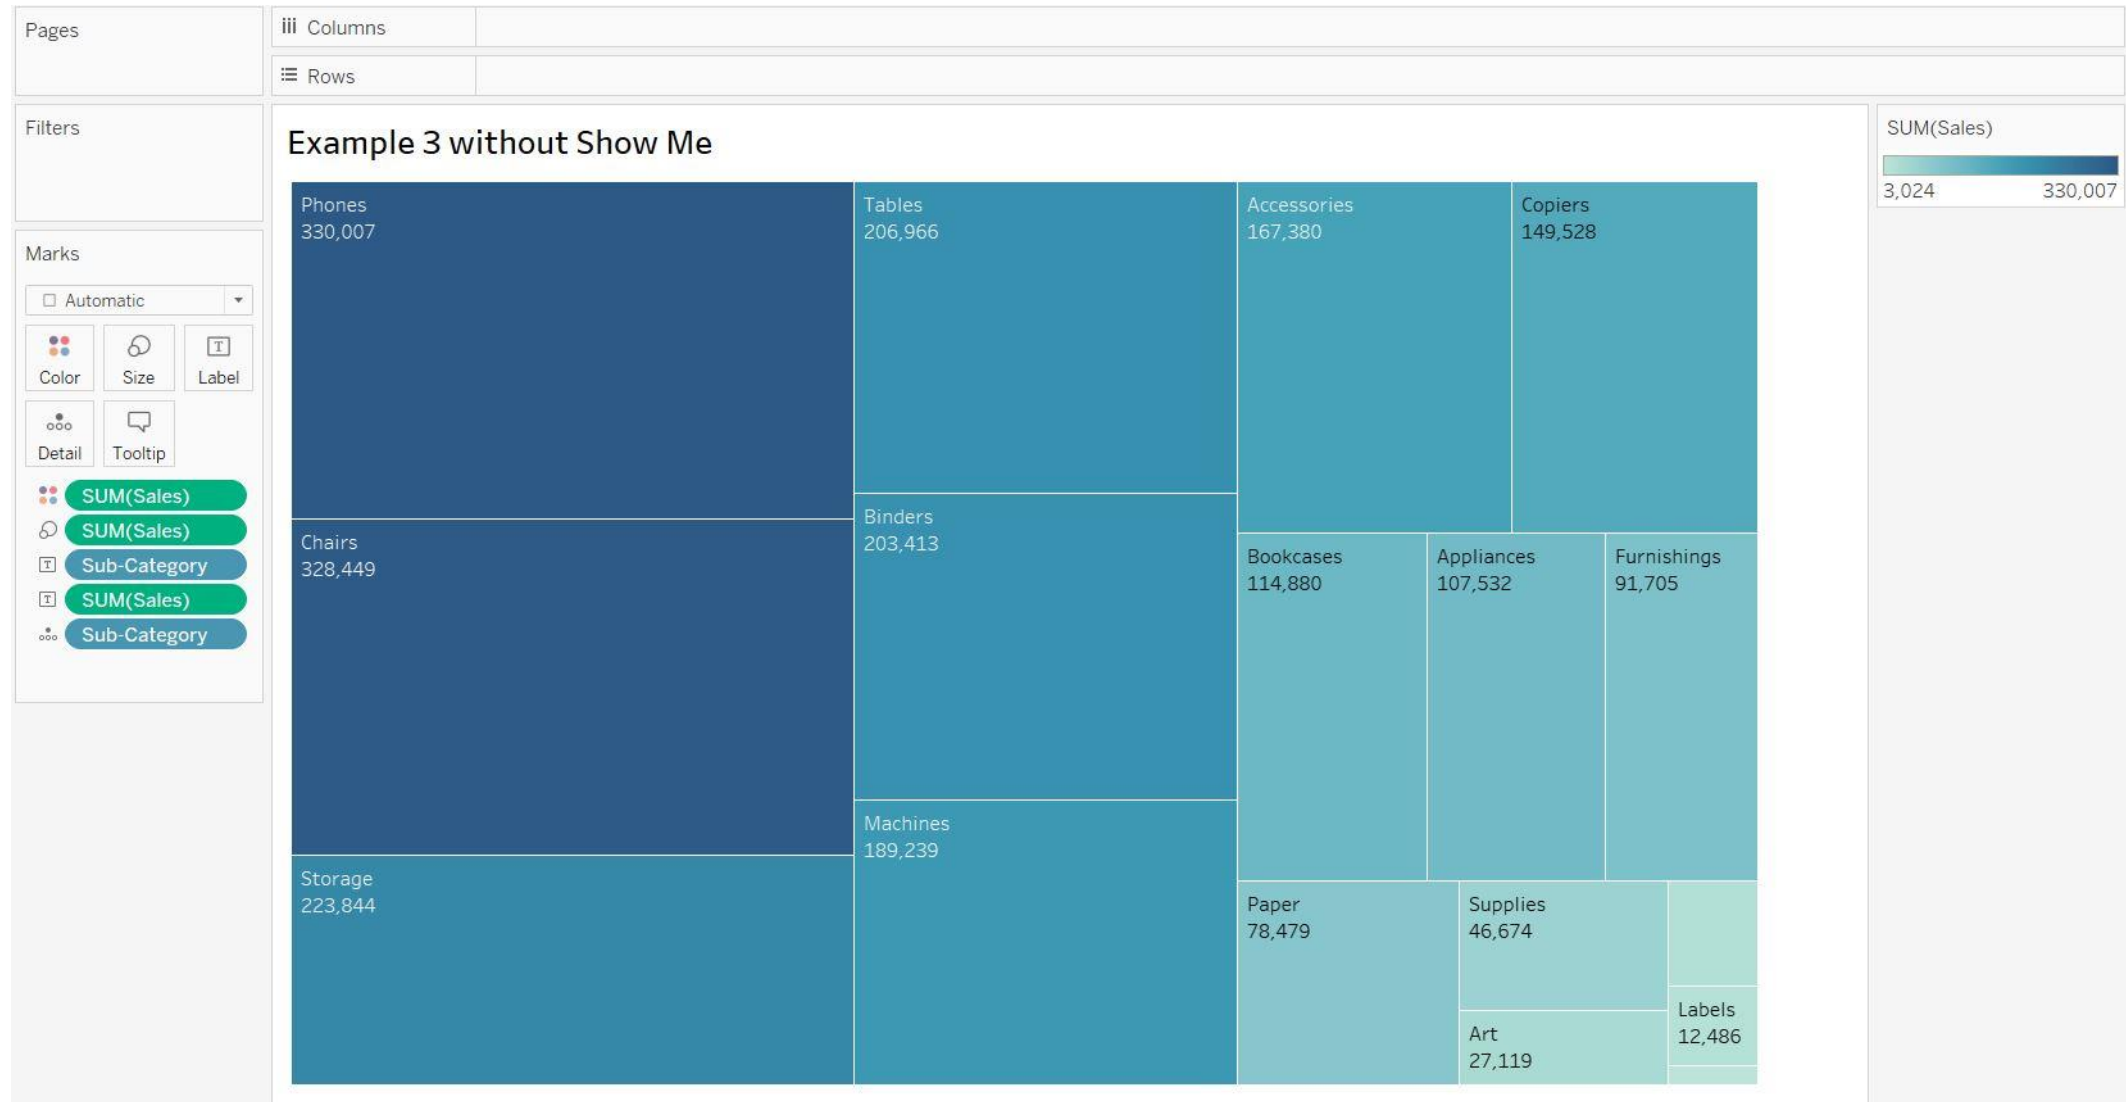 Pages
Columns
Rows
Filters
Marks
Automatic
Color Size Label
Detail Tooltip
SUM(Sales)
SUM(Sales)
Sub-Category
SUM(Sales)
Sub-Category
Example 3 without Show Me
Phones
330,007
Chairs
328,449
Storage
223,844
Tables
206,966
Binders
203,413
Machines
189,239
Accessories
167,380
Copiers
149,528
Bookcases
114,880
Appliances
107,532
Furnishings
91,705
Paper
78,479
Supplies
46,674
Art
27,119
Labels
12,486
SUM(Sales)
3,024 330,007